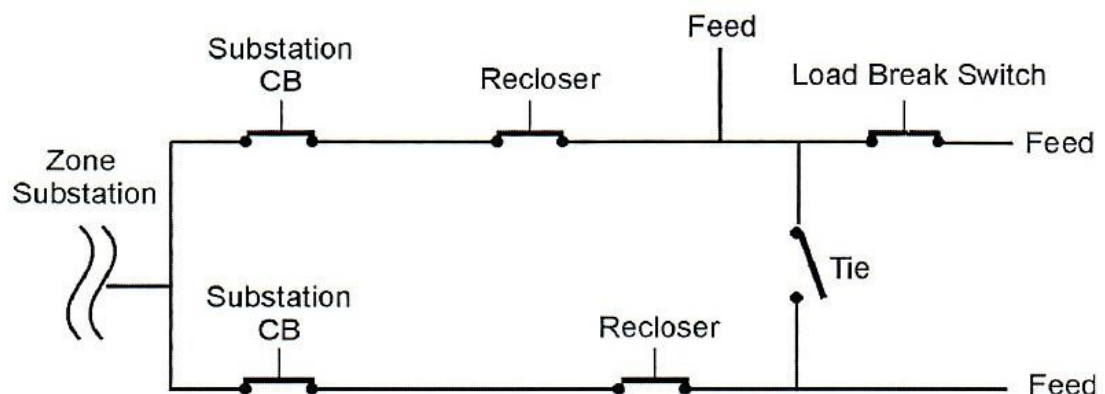 Feed
Substation
CB
Recloser
Load Break Switch
Feed
Zone
Substation
Tie
Substation
CB
Recloser
Feed